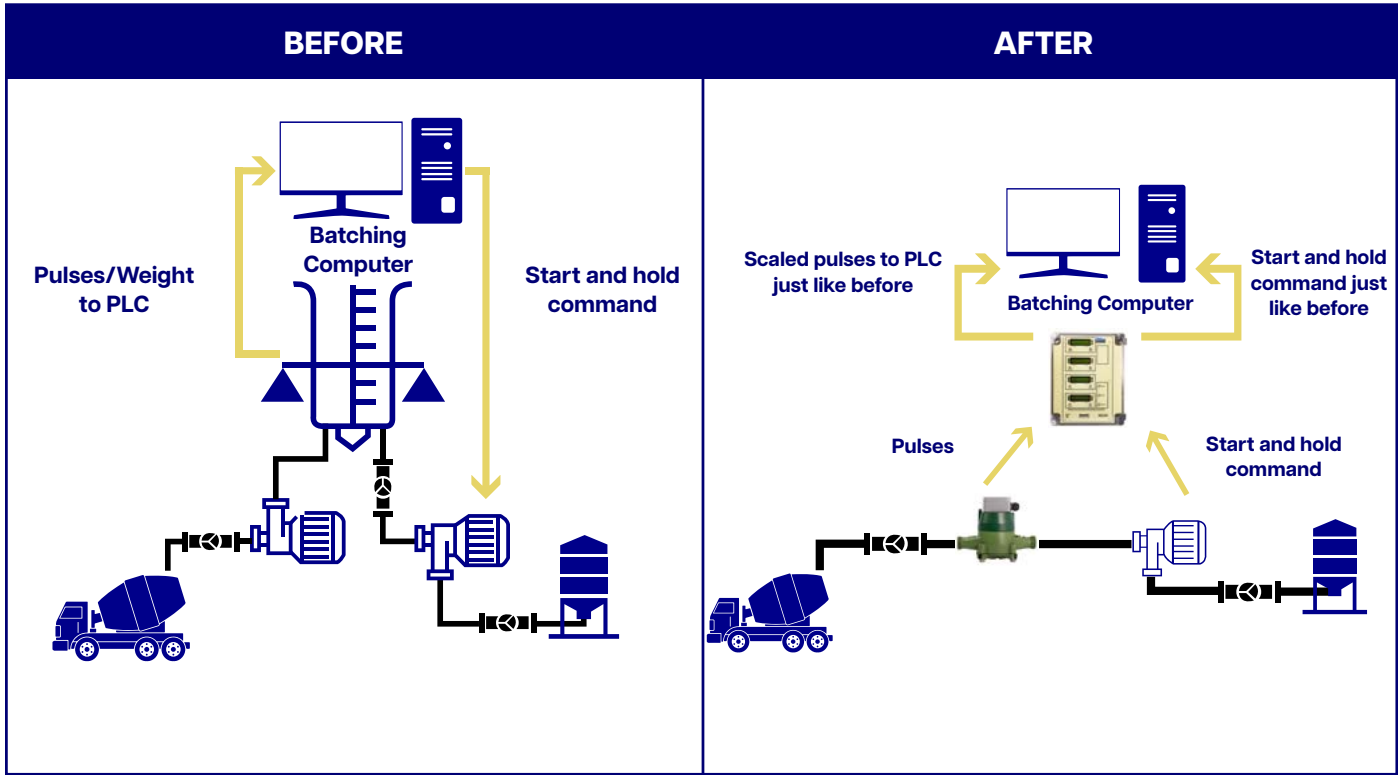 BEFORE
AFTER
Batching
Computer
Pulses/Weight
to PLC
Start and hold
command
Scaled pulses to PLC
just like before
Batching Computer
Start and hold
command just
like before
Pulses
Start and hold
command